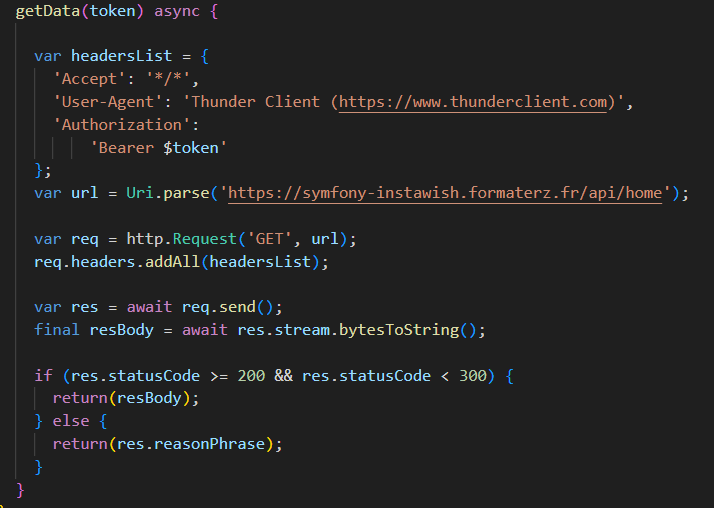 getData(token) async {
var headersList = {
'Accept': '*/*',
'User-Agent': 'Thunder Client (https://www.thunderclient.com)',
'Authorization':
'Bearer $token'
};
var url = Uri.parse('https://symfony-instawish.formaterz.fr/api/home');
var req = http.Request('GET', url);
req.headers.addAll(headersList);
var res = await req.send();
final resBody = await res.stream.bytesToString();
if (res.statusCode >= 200 && res.statusCode < 300) {
return(resBody);
} else {
return(res.reasonPhrase);
}
}